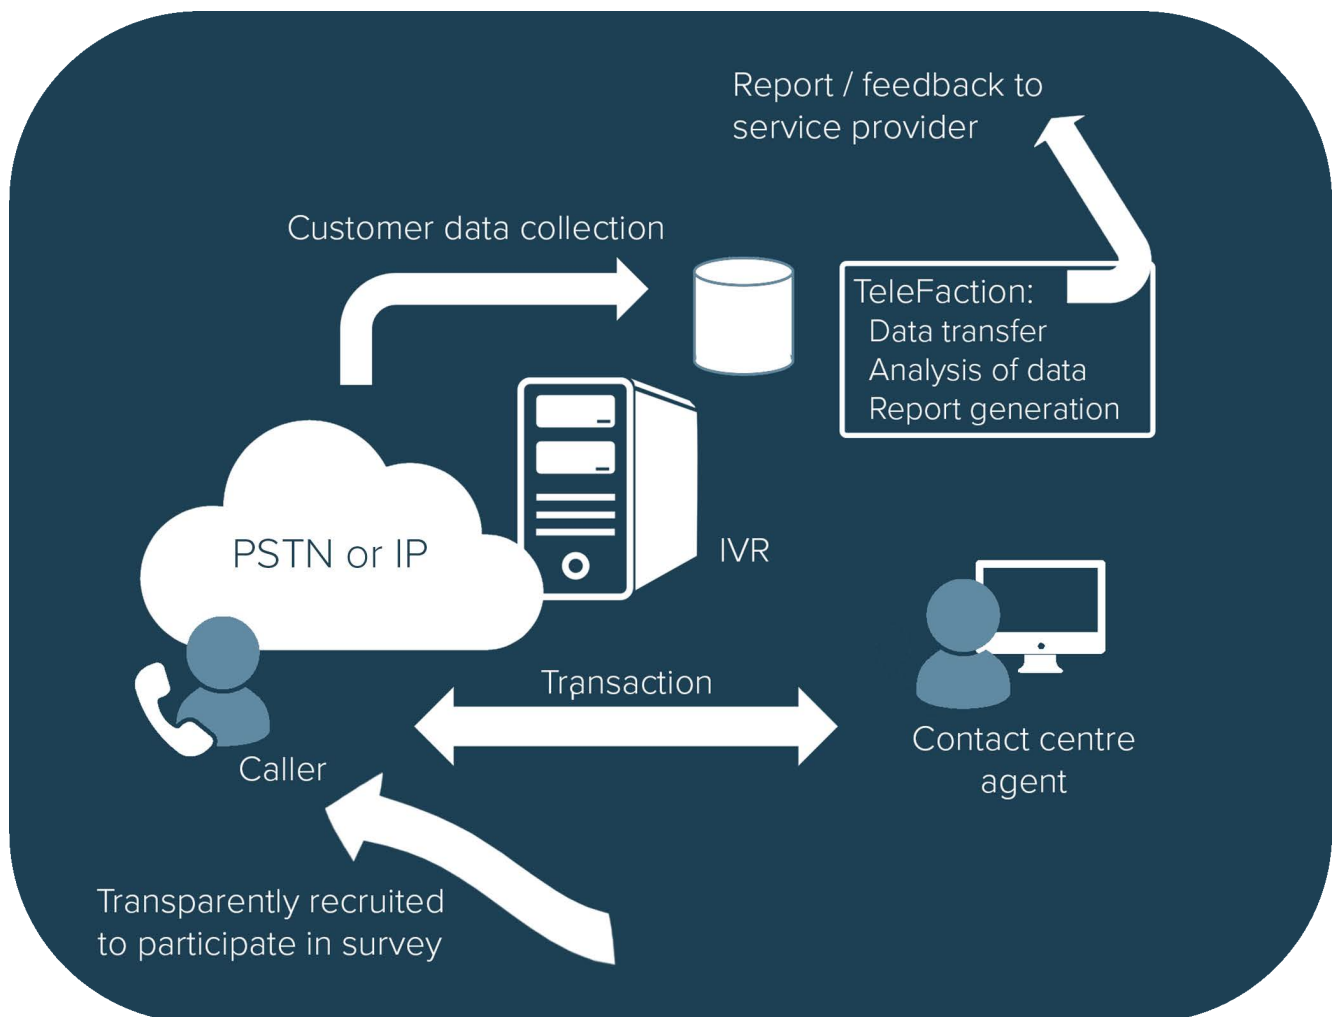 Report / feedback to
service provider
Customer data collection
TeleFaction:
Data transfer
Analysis of data
Report generation
PSTN or IP
IVR
Transaction
Contact centre
agent
Caller
Transparently recruited
to participate in survey